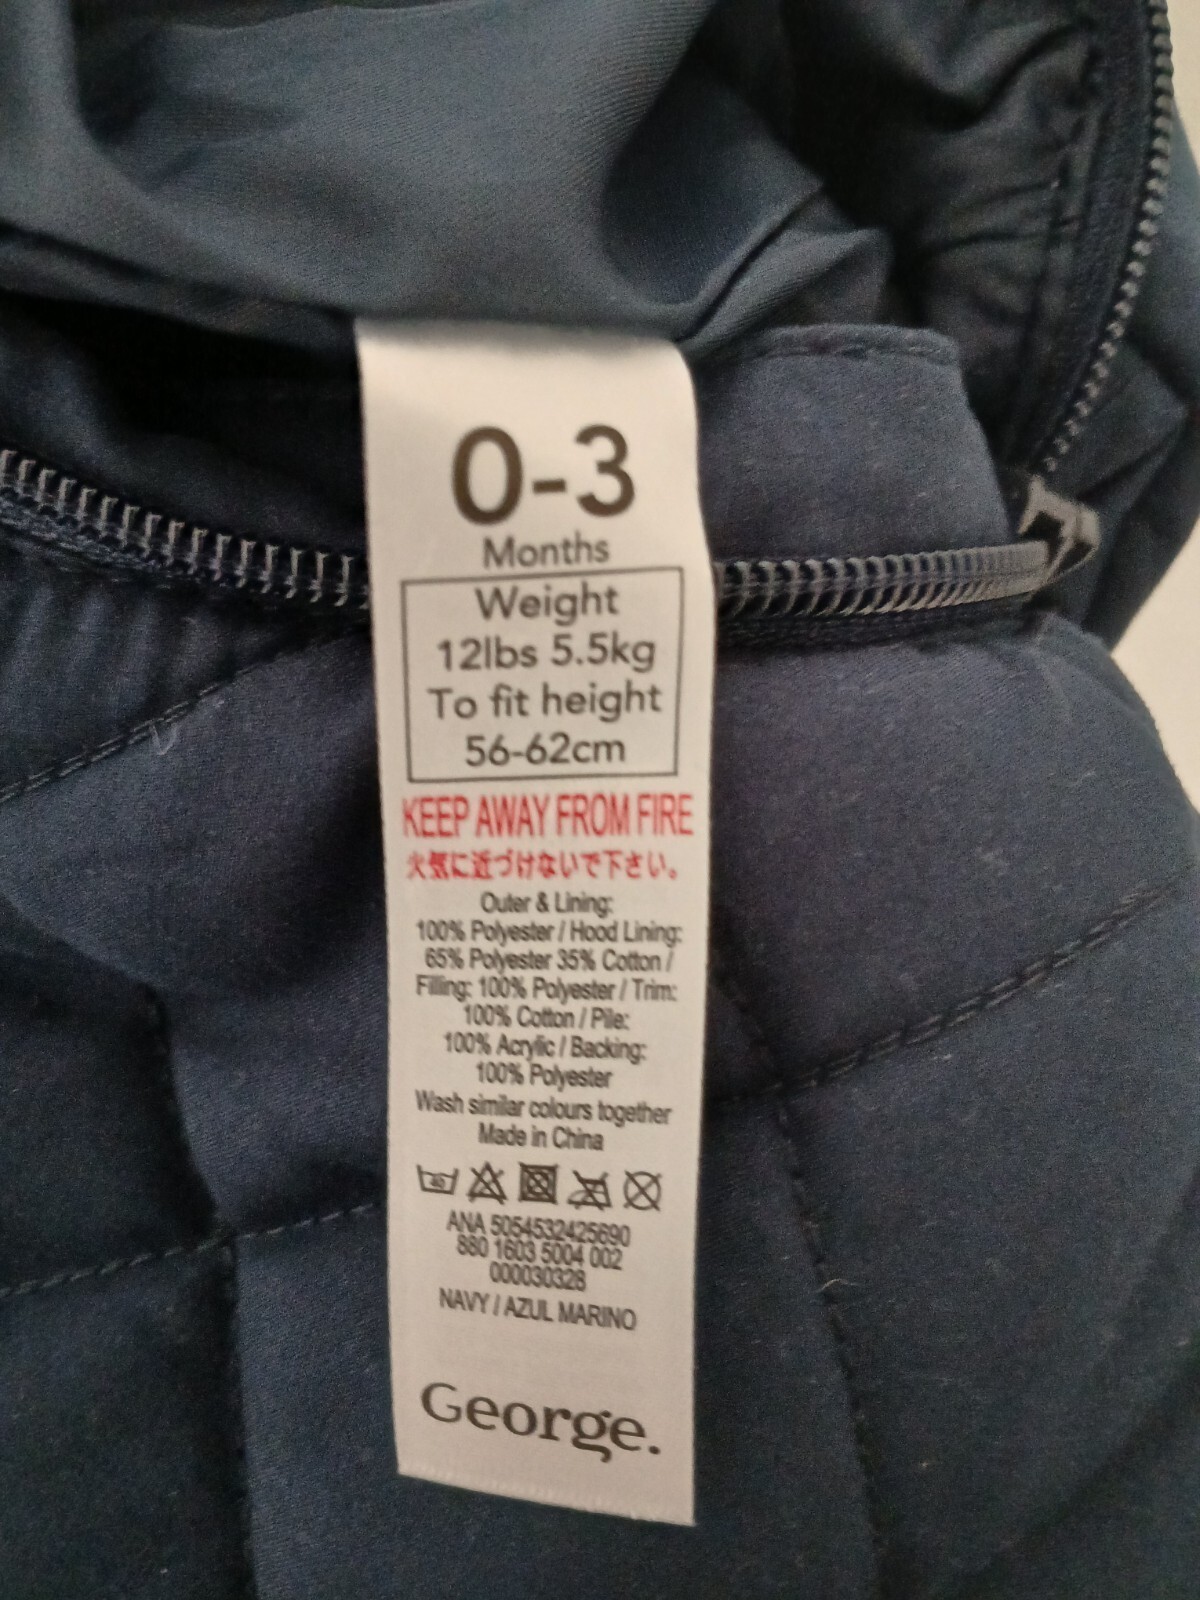 0-3
Months
Weight
12lbs 5.5kg
To fit height
56-62cm
KEEP AWAY FROM FIRE
火気に近づけないで下さい。
Outer & Lining:
100% Polyester / Hood Lining:
65% Polyester 35% Cotton /
Filling: 100% Polyester / Trim:
100% Cotton / Pile:
100% Acrylic / Backing:
100% Polyester
Wash similar colours together
Made in China
40
ANA 5054532425690
880 1603 5004 002
000030328
NAVY / AZUL MARINO
George.